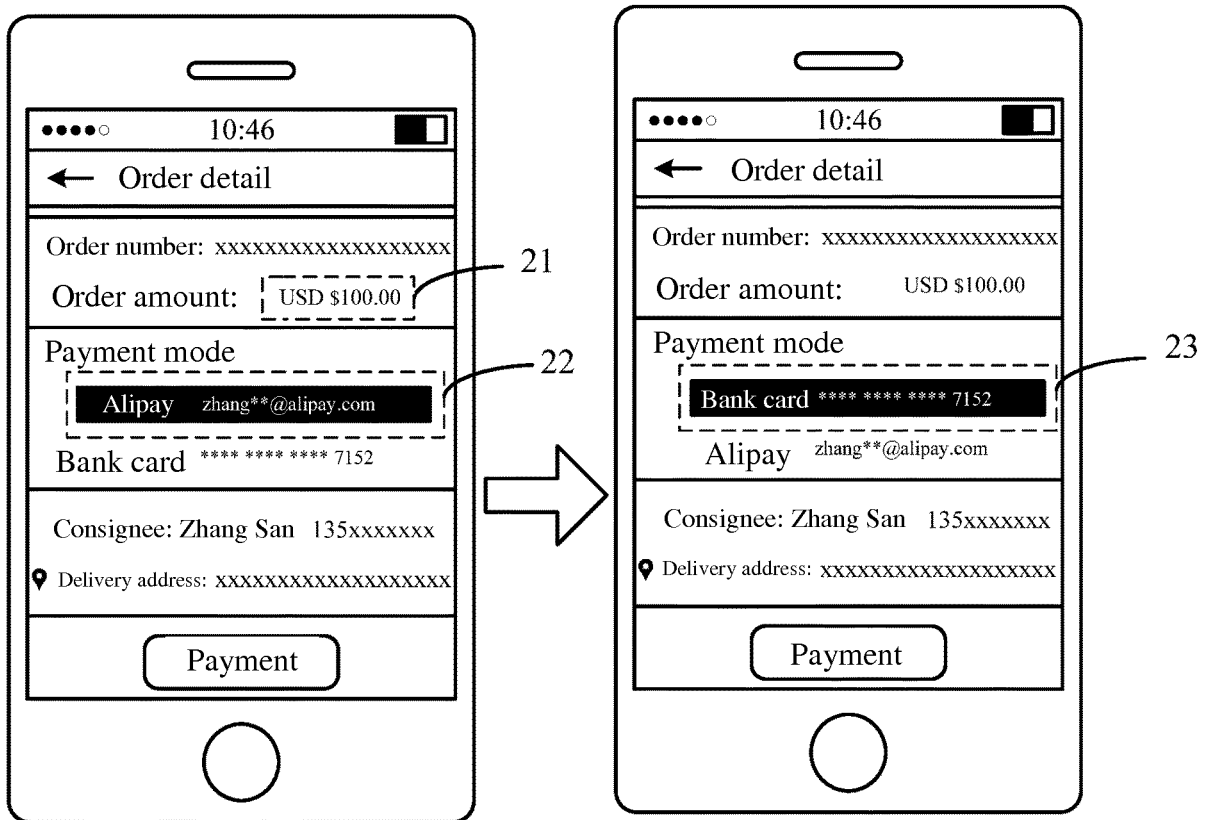 10:46
Order detail
Order number: xxxxxxxxxxxxxxxxxxx
Order amount: USD $100.00
21
Payment mode
22
Alipay zhang**@alipay.com
Bank card **** **** **** 7152
Consignee: Zhang San 135xxxxxxx
Delivery address: xxxxxxxxxxxxxxxxxxx
Payment
10:46
Order detail
Order number: xxxxxxxxxxxxxxxxxxx
Order amount: USD $100.00
Payment mode
23
Bank card **** **** **** 7152
Alipay zhang**@alipay.com
Consignee: Zhang San 135xxxxxxx
Delivery address: xxxxxxxxxxxxxxxxxxx
Payment